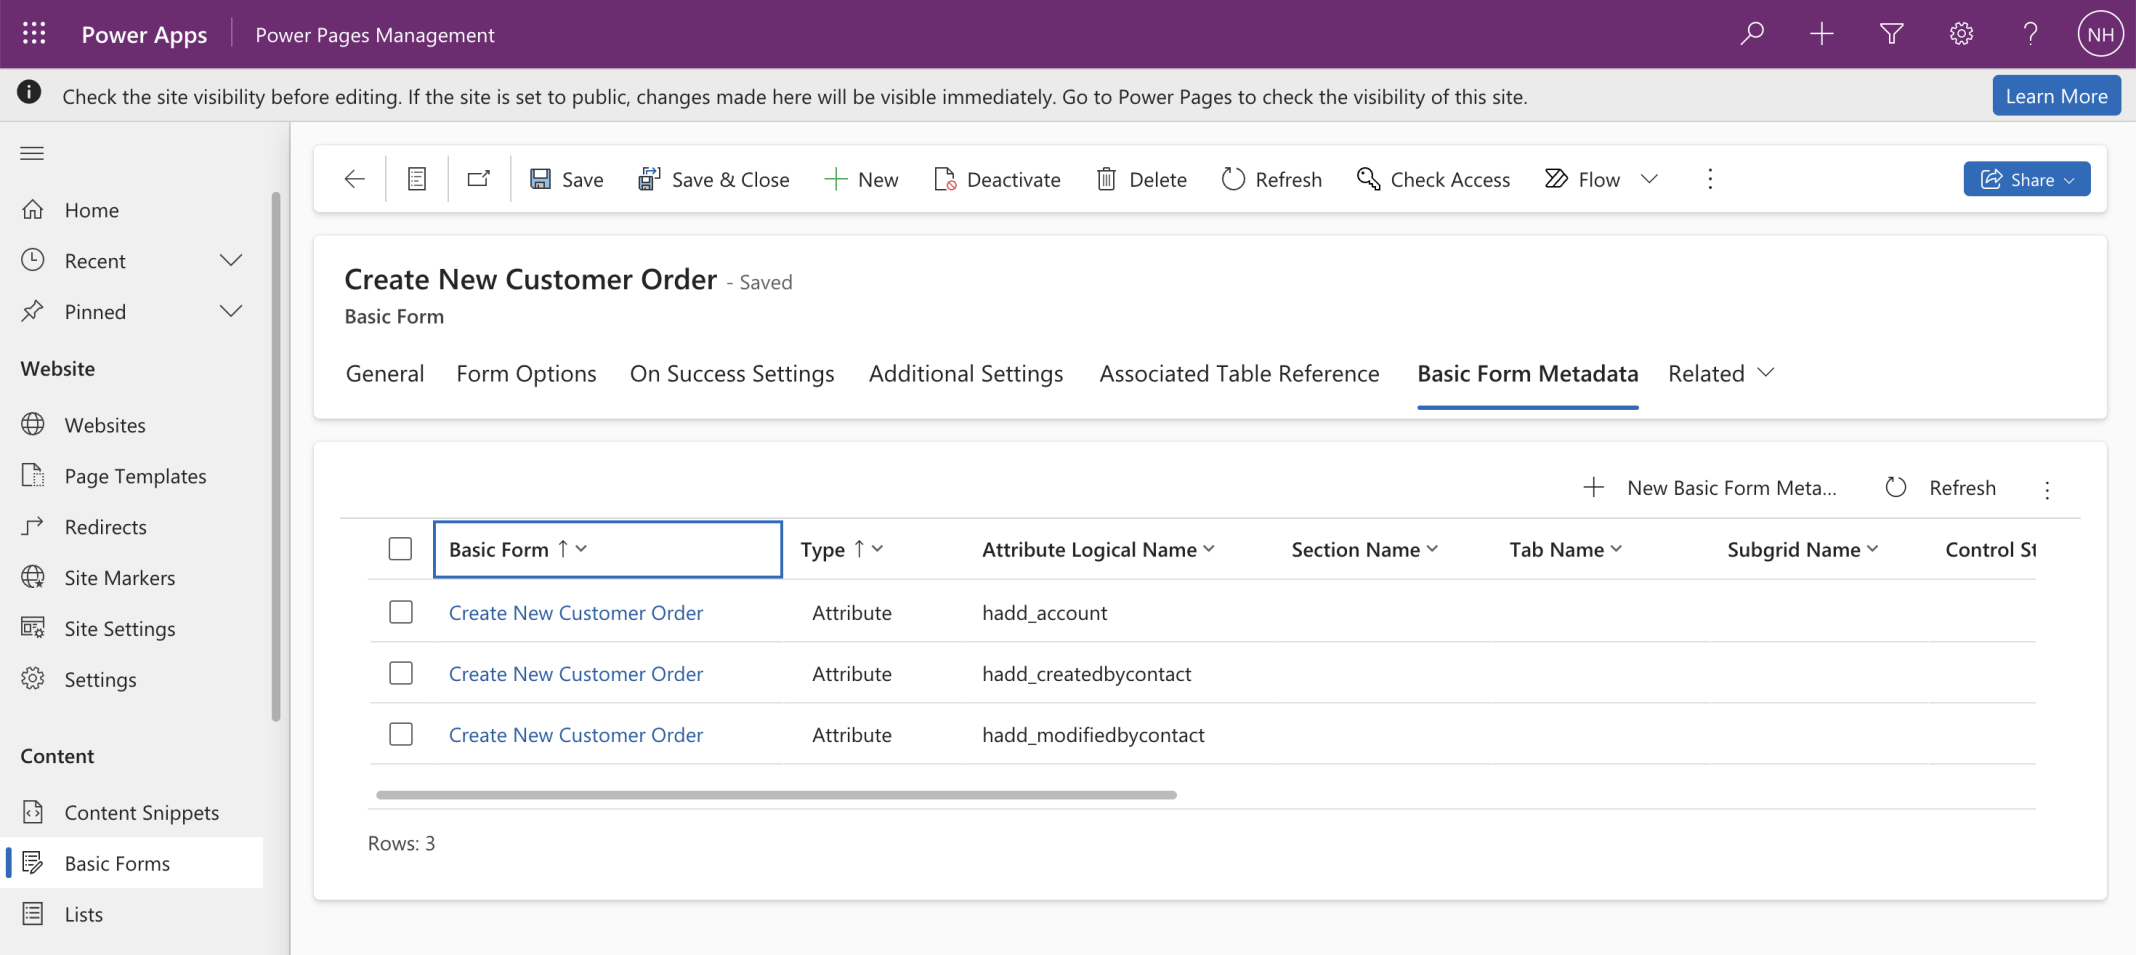 Power Apps
Power Pages Management
NH
Check the site visibility before editing. If the site is set to public, changes made here will be visible immediately. Go to Power Pages to check the visibility of this site.
Learn More
Home
Recent
Pinned
Website
Websites
Page Templates
Redirects
Site Markers
Site Settings
Settings
Content
Content Snippets
Basic Forms
Lists
Save
Save & Close
New
Deactivate
Delete
Refresh
Check Access
Flow
Share
Create New Customer Order - Saved
Basic Form
General
Form Options
On Success Settings
Additional Settings
Associated Table Reference
Basic Form Metadata
Related
New Basic Form Meta...
Refresh
Basic Form ↑ Type ↑ Attribute Logical Name Section Name Tab Name Subgrid Name Control St
Create New Customer Order Attribute hadd_account
Create New Customer Order Attribute hadd_createdbycontact
Create New Customer Order Attribute hadd_modifiedbycontact
Rows: 3